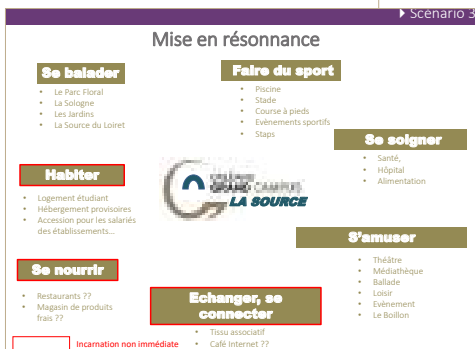 Scénario 3
Mise en résonnance
Se balader
• Le Parc Floral
• La Sologne
• Les Jardins
• La Source du Loiret
Faire du sport
• Piscine
• Stade
• Course à pieds
• Evènements sportifs
• Staps
Se soigner
• Santé,
• Hôpital
• Alimentation
Habiter
• Logement étudiant
• Hébergement provisoires
• Accession pour les salariés
des établissements…
GRAND CAMPUS
LA SOURCE
S'amuser
• Théâtre
• Médiathèque
• Ballade
• Loisir
• Evènement
• Le Boillon
Se nourrir
• Restaurants ??
• Magasin de produits
frais ??
Echanger, se
connecter
• Tissu associatif
• Café Internet ??
Incarnation non immédiate